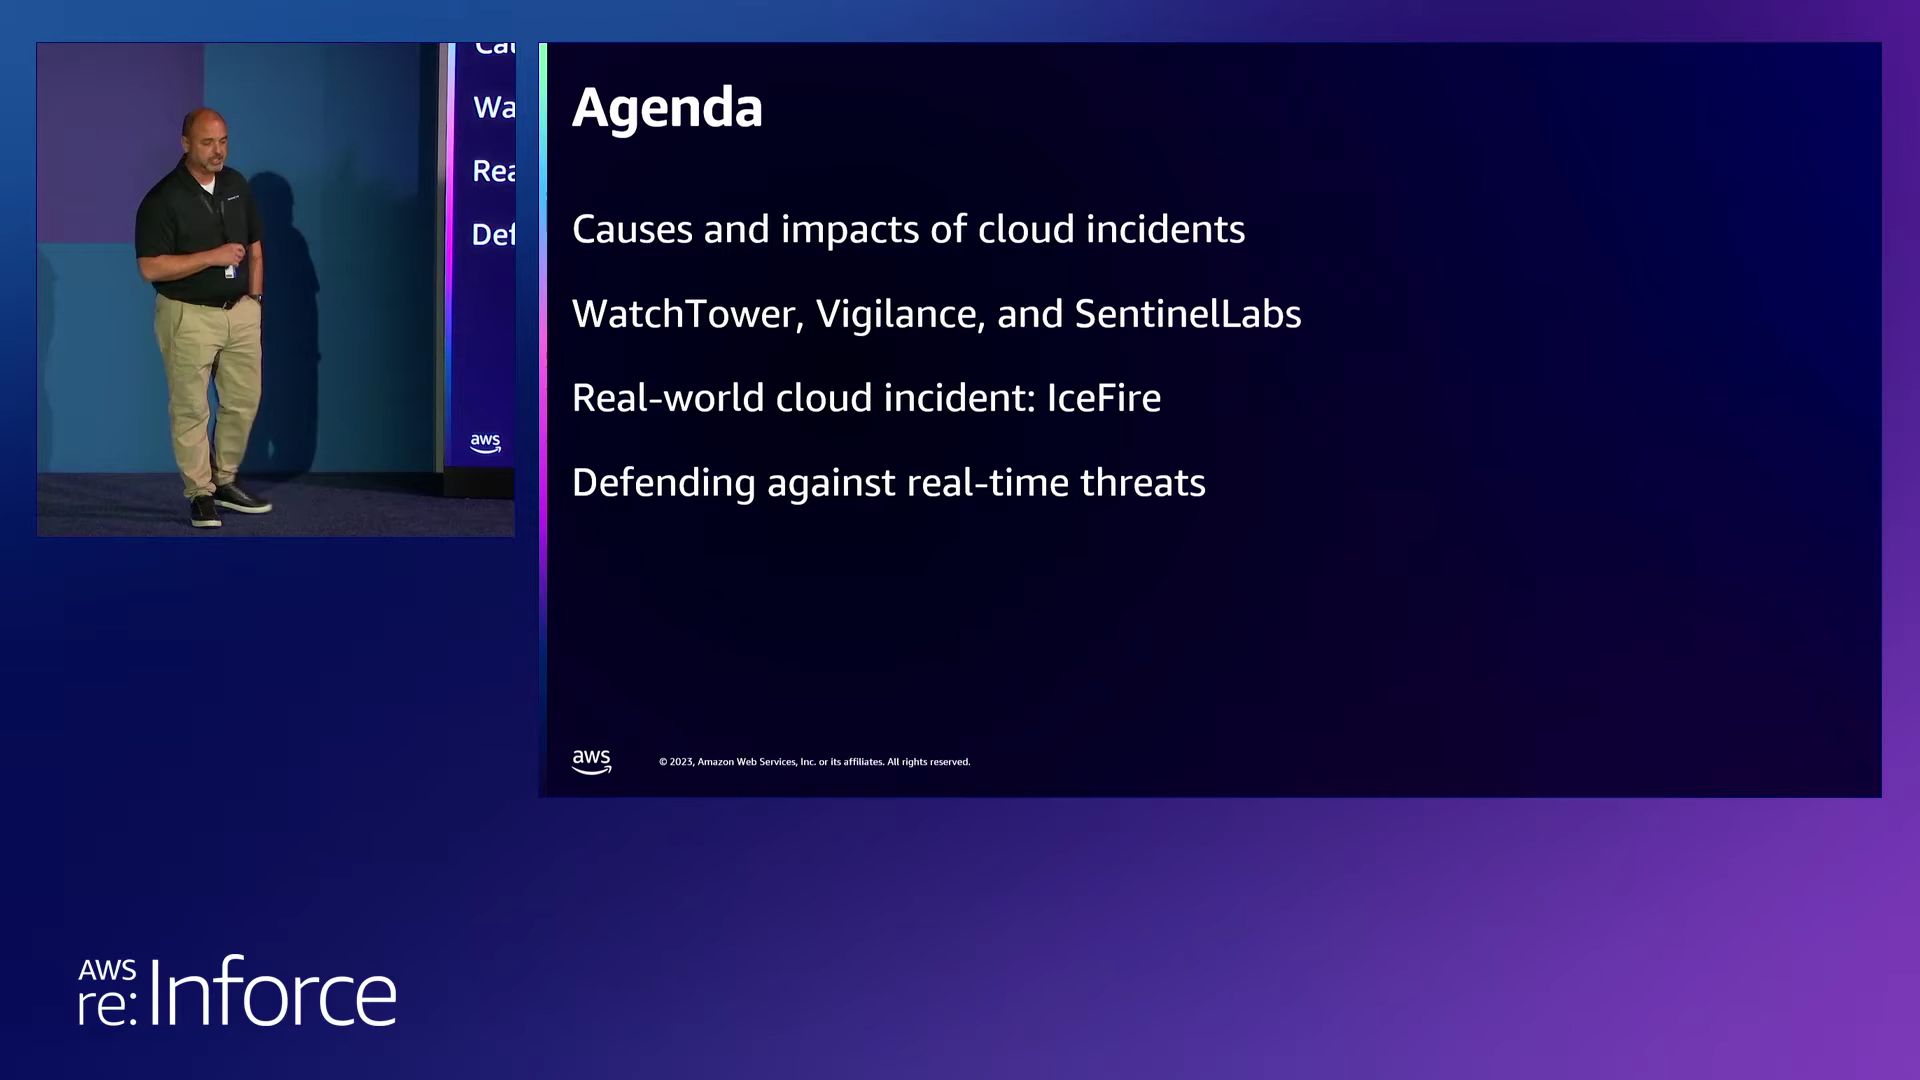 Cau
Wa
Rea
Def
aws
Agenda
Causes and impacts of cloud incidents
WatchTower, Vigilance, and SentinelLabs
Real-world cloud incident: IceFire
Defending against real-time threats
aws
© 2023, Amazon Web Services, Inc. or its affiliates. All rights reserved.
AWS
re:Inforce